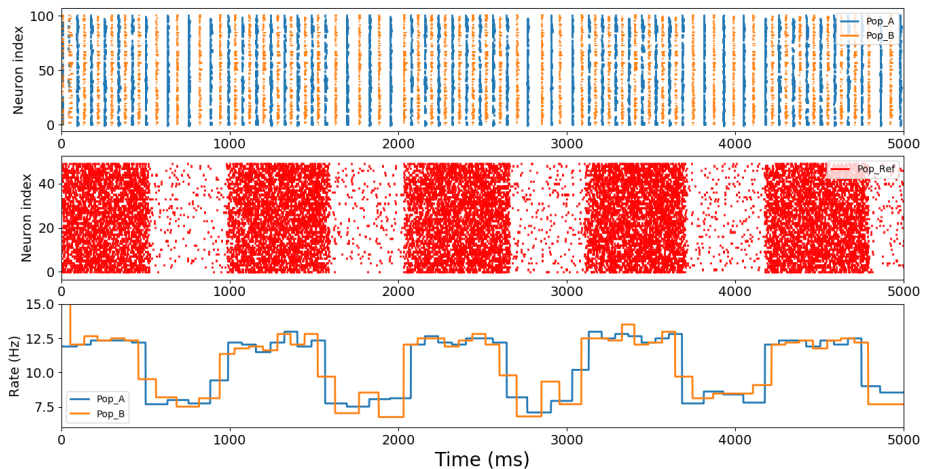 100
50
0
Neuron index
Pop_A
Pop_B
0 1000 2000 3000 4000 5000
40
20
0
Neuron index
Pop_Ref
0 1000 2000 3000 4000 5000
15.0
12.5
10.0
7.5
Rate (Hz)
Pop_A
Pop_B
0 1000 2000 3000 4000 5000
Time (ms)